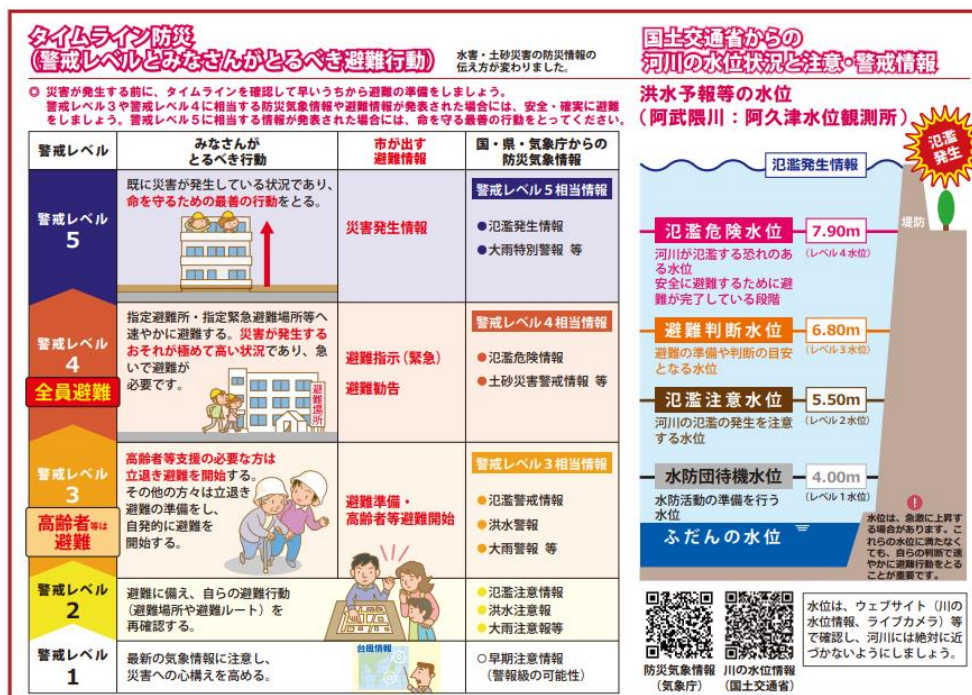 タイムライン防災
(警戒レベルとみなさんがとるべき避難行動)
水害・土砂災害の防災情報の
伝え方が変わりました。
◎ 災害が発生する前に、タイムラインを確認して早いうちから避難の準備をしましょう。
警戒レベル3や警戒レベル4に相当する防災気象情報や避難情報が発表された場合には、安全・確実に避難
をしましょう。警戒レベル5に相当する情報が発表された場合には、命を守る最善の行動をとってください。
警戒レベル
みなさんが
とるべき行動
市が出す
避難情報
国・県・気象庁からの
防災気象情報
警戒レベル
5
既に災害が発生している状況であり、
命を守るための最善の行動をとる。
災害発生情報
警戒レベル5相当情報
●氾濫発生情報
●大雨特別警報 等
警戒レベル
4
全員避難
指定避難所・指定緊急避難場所等へ
速やかに避難する。災害が発生する
おそれが極めて高い状況であり、急
いで避難が
必要です。
避難場所
避難指示(緊急)
避難勧告
警戒レベル4相当情報
●氾濫危険情報
●土砂災害警戒情報 等
警戒レベル
3
高齢者等は
避難
高齢者等支援の必要な方は
立退き避難を開始する。
その他の方々は立退き
避難の準備をし、
自発的に避難を
開始する。
避難準備・
高齢者等避難開始
警戒レベル3相当情報
●氾濫警戒情報
●洪水警報
●大雨警報 等
警戒レベル
2
避難に備え、自らの避難行動
(避難場所や避難ルート)を
再確認する。
●氾濫注意情報
●洪水注意報
●大雨注意報等
警戒レベル
1
最新の気象情報に注意し、
災害への心構えを高める。
台風情報
○早期注意情報
(警報級の可能性)
国土交通省からの
河川の水位状況と注意・警戒情報
洪水予報等の水位
(阿武隈川:阿久津水位観測所)
氾濫
発生
氾濫発生情報
堤防
氾濫危険水位
7.90m
(レベル4水位)
河川が氾濫する恐れのあ
る水位
安全に避難するために避
難が完了している段階
避難判断水位
6.80m
(レベル3水位)
避難の準備や判断の目安
となる水位
氾濫注意水位
5.50m
(レベル2水位)
河川の氾濫の発生を注意
する水位
水防団待機水位
4.00m
(レベル1水位)
水防活動の準備を行う
水位
ふだんの水位
!
水位は、急激に上昇す
る場合があります。こ
れらの水位に満たなく
ても、自らの判断で速
やかに避難行動をとる
ことが重要です。
防災気象情報
(気象庁)
川の水位情報
(国土交通省)
水位は、ウェブサイト(川の
水位情報、ライブカメラ)等
で確認し、河川には絶対に近
づかないようにしましょう。